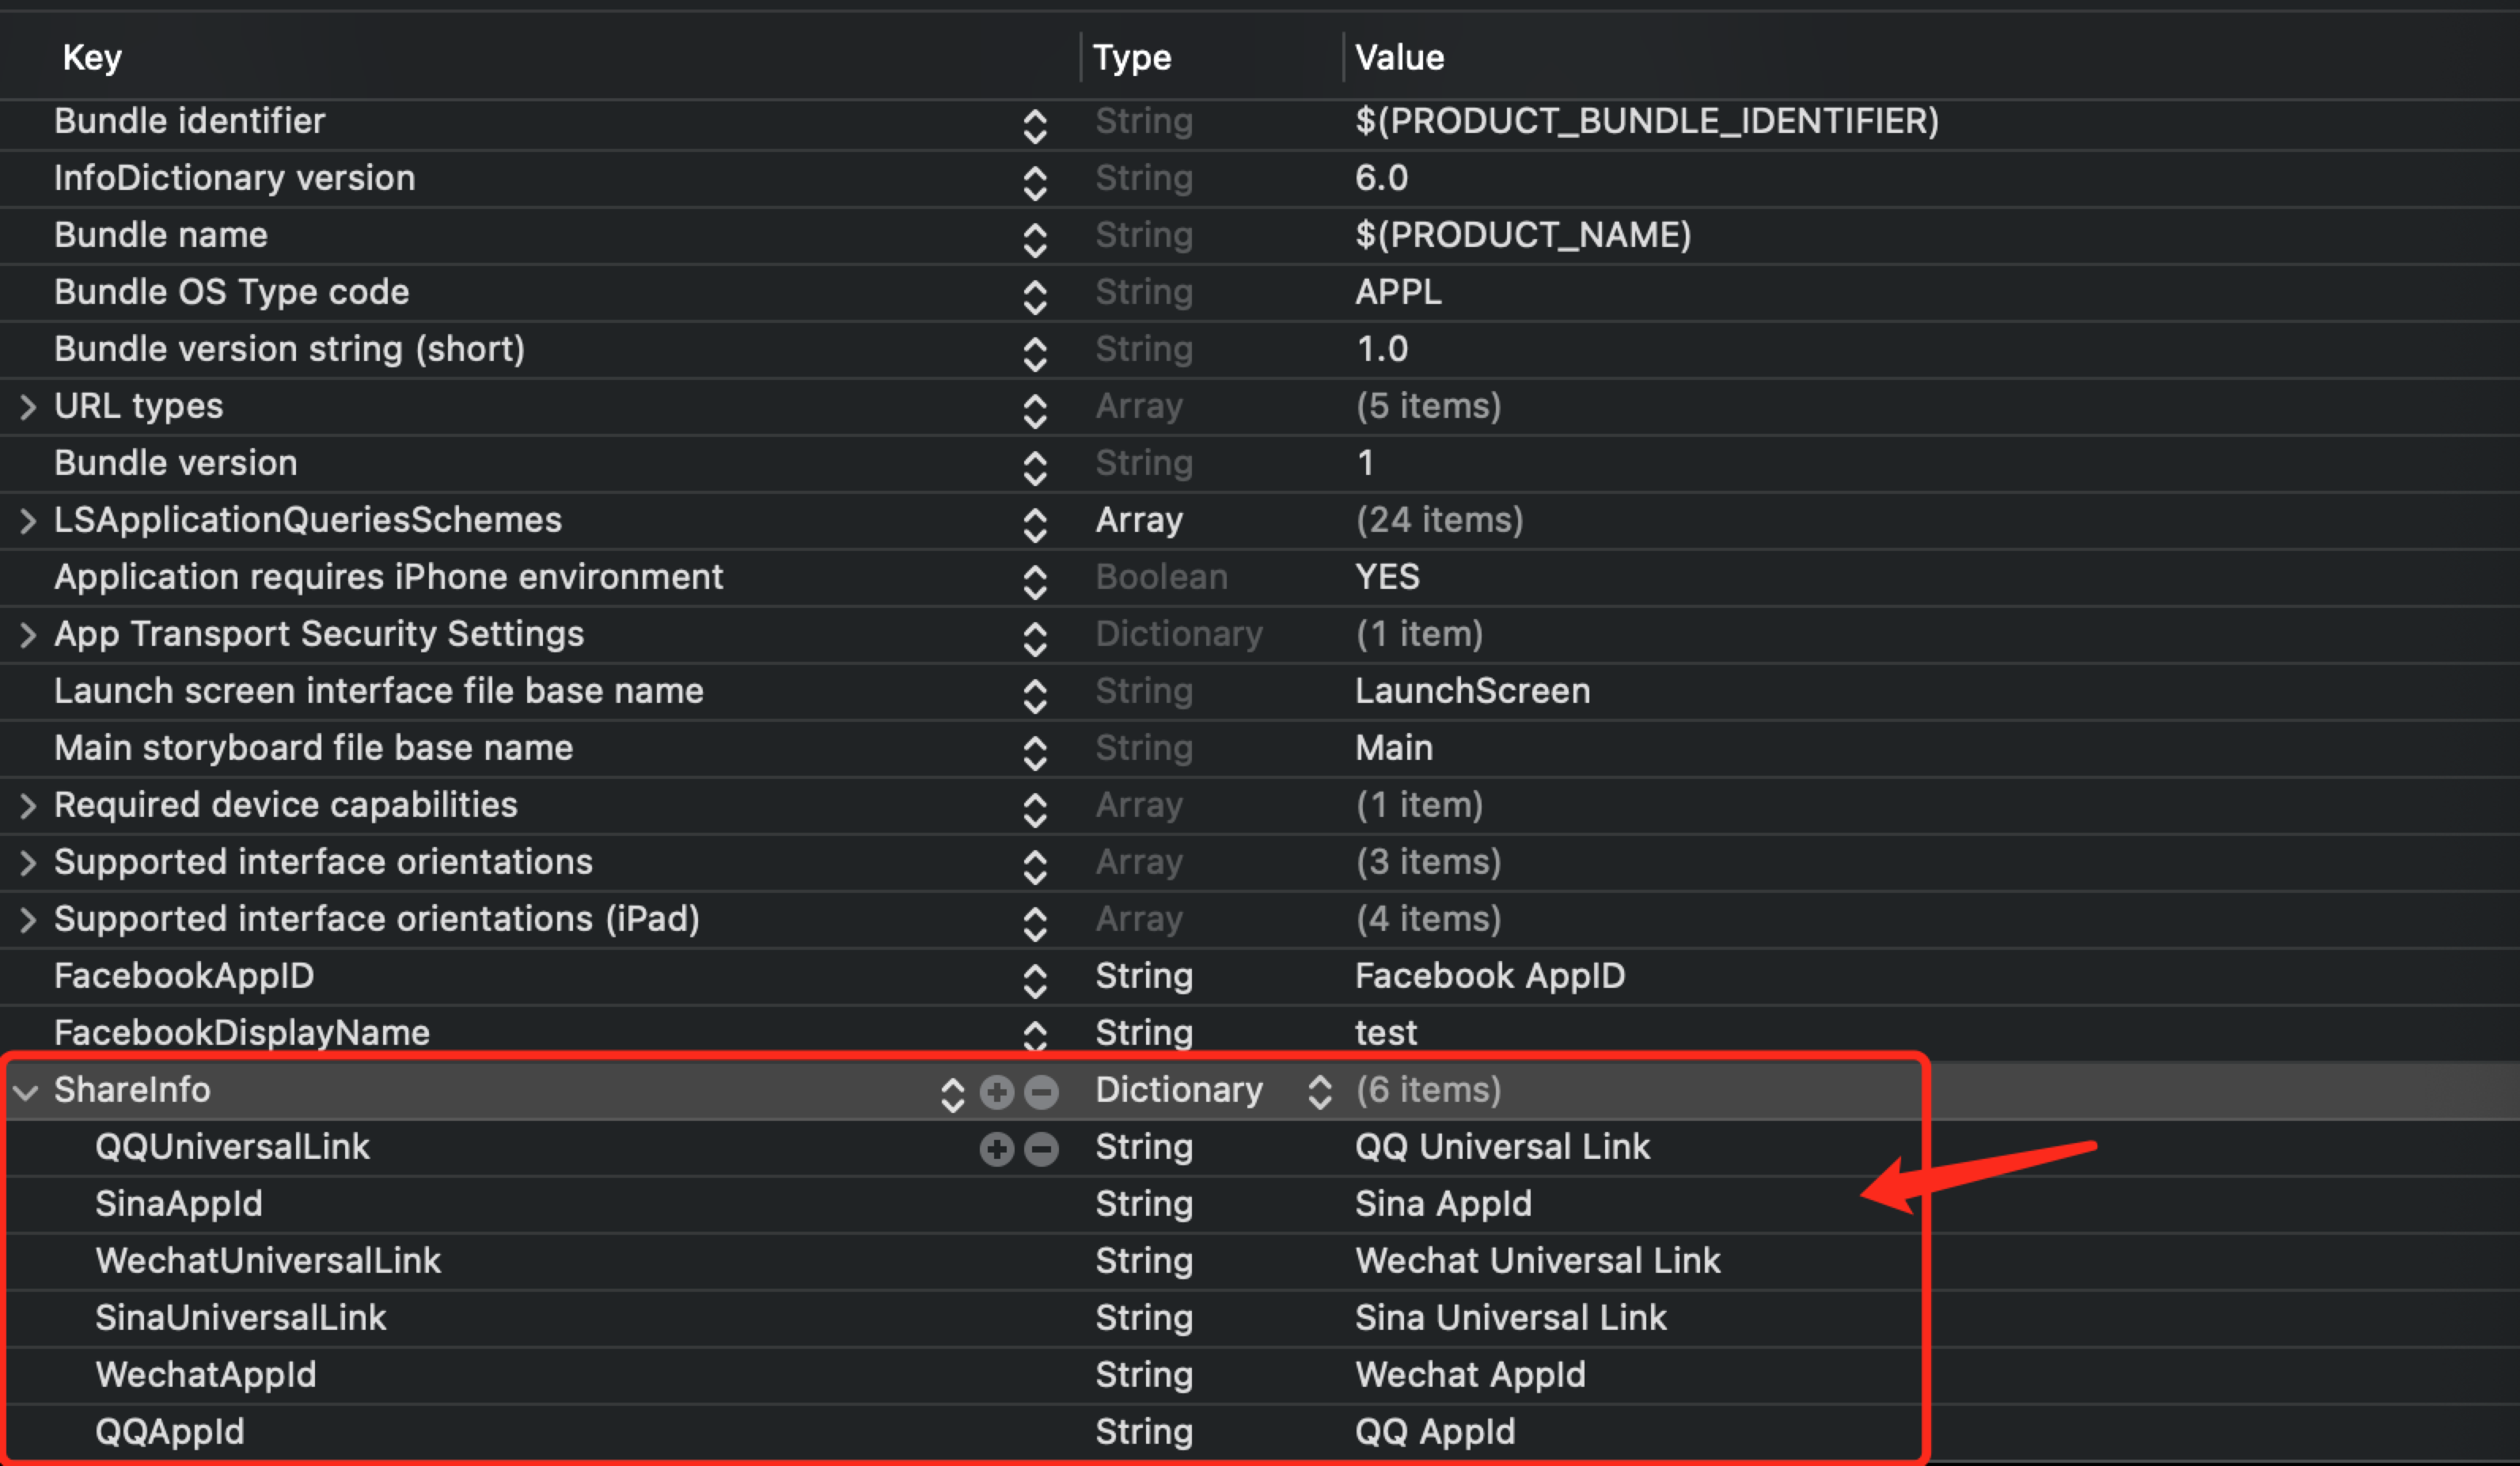 Key Type Value
Bundle identifier String $(PRODUCT_BUNDLE_IDENTIFIER)
InfoDictionary version String 6.0
Bundle name String $(PRODUCT_NAME)
Bundle OS Type code String APPL
Bundle version string (short) String 1.0
URL types Array (5 items)
Bundle version String 1
LSApplicationQueriesSchemes Array (24 items)
Application requires iPhone environment Boolean YES
App Transport Security Settings Dictionary (1 item)
Launch screen interface file base name String LaunchScreen
Main storyboard file base name String Main
Required device capabilities Array (1 item)
Supported interface orientations Array (3 items)
Supported interface orientations (iPad) Array (4 items)
FacebookAppID String Facebook AppID
FacebookDisplayName String test
ShareInfo Dictionary (6 items)
QQUniversalLink String QQ Universal Link
SinaAppId String Sina AppId
WechatUniversalLink String Wechat Universal Link
SinaUniversalLink String Sina Universal Link
WechatAppId String Wechat AppId
QQAppId String QQ AppId